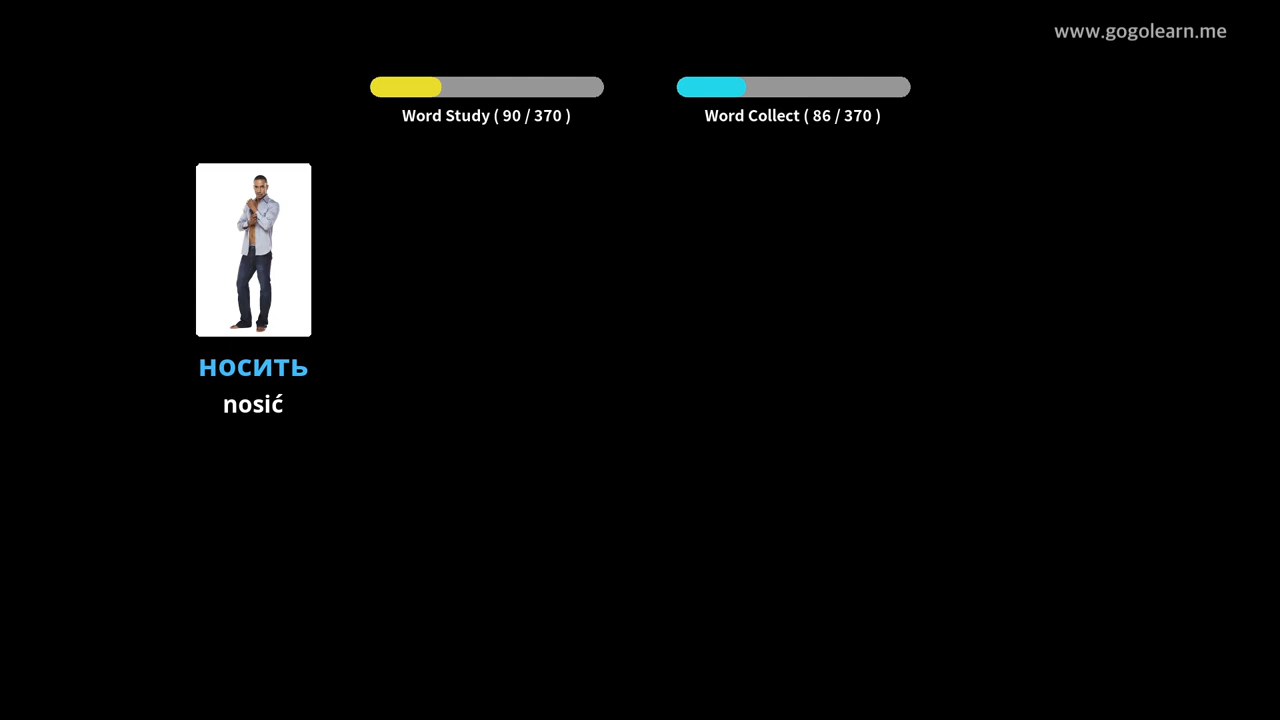 www.gogolearn.me
Word Study ( 90 / 370 )
Word Collect ( 86 / 370 )
носить
nosić